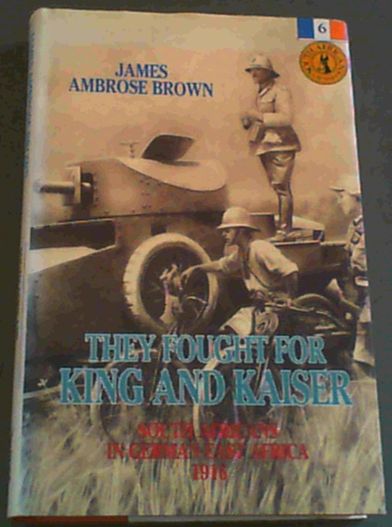 6
JAMES
AMBROSE BROWN
THEY FOUGHT FOR
KING AND KAISER
SOUTH AFRICANS
IN GERMAN EAST AFRICA
1916